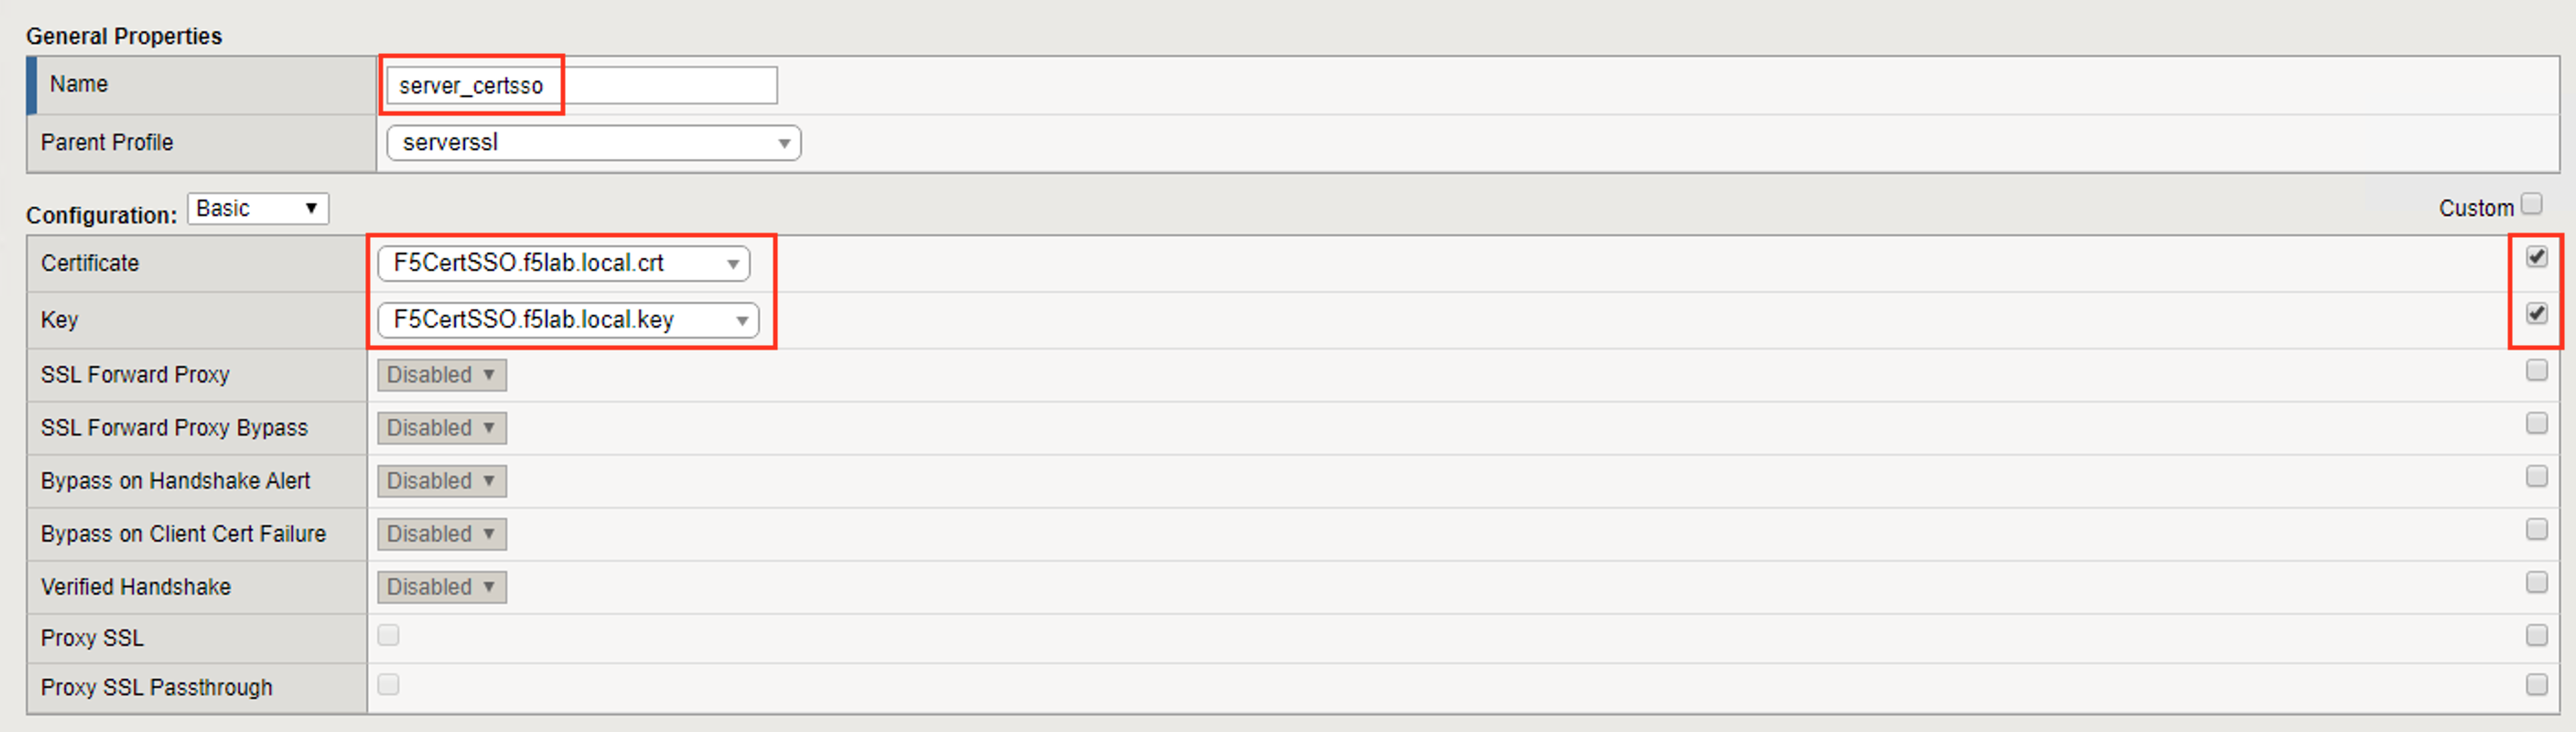 General Properties
Name server_certsso
Parent Profile serverssl
Configuration: Basic Custom
Certificate F5CertSSO.f5lab.local.crt
Key F5CertSSO.f5lab.local.key
SSL Forward Proxy Disabled
SSL Forward Proxy Bypass Disabled
Bypass on Handshake Alert Disabled
Bypass on Client Cert Failure Disabled
Verified Handshake Disabled
Proxy SSL
Proxy SSL Passthrough